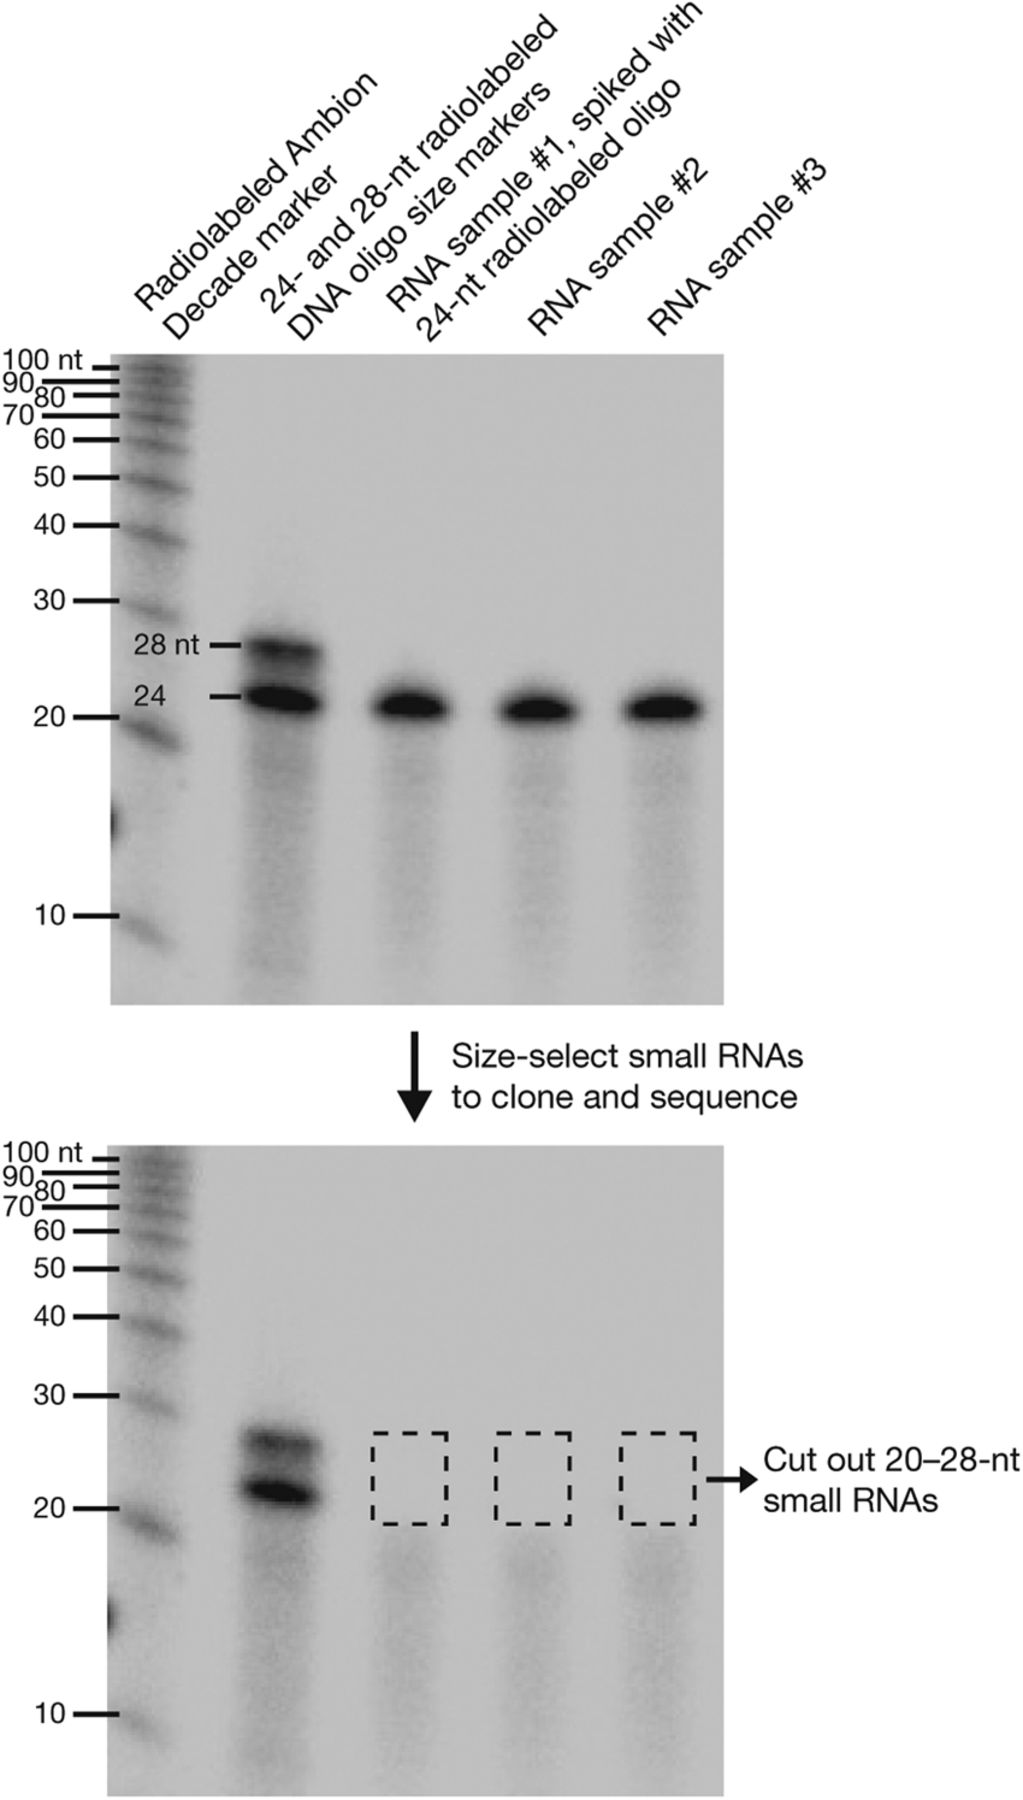 Radiolabeled Ambion
Decade marker
24- and 28-nt radiolabeled
DNA oligo size markers
RNA sample #1, spiked with
24-nt radiolabeled oligo
RNA sample #2
RNA sample #3
100 nt
90
80
70
60
50
40
30
28 nt
24
20
10
Size-select small RNAs
to clone and sequence
100 nt
90
80
70
60
50
40
30
20
10
Cut out 20–28-nt
small RNAs